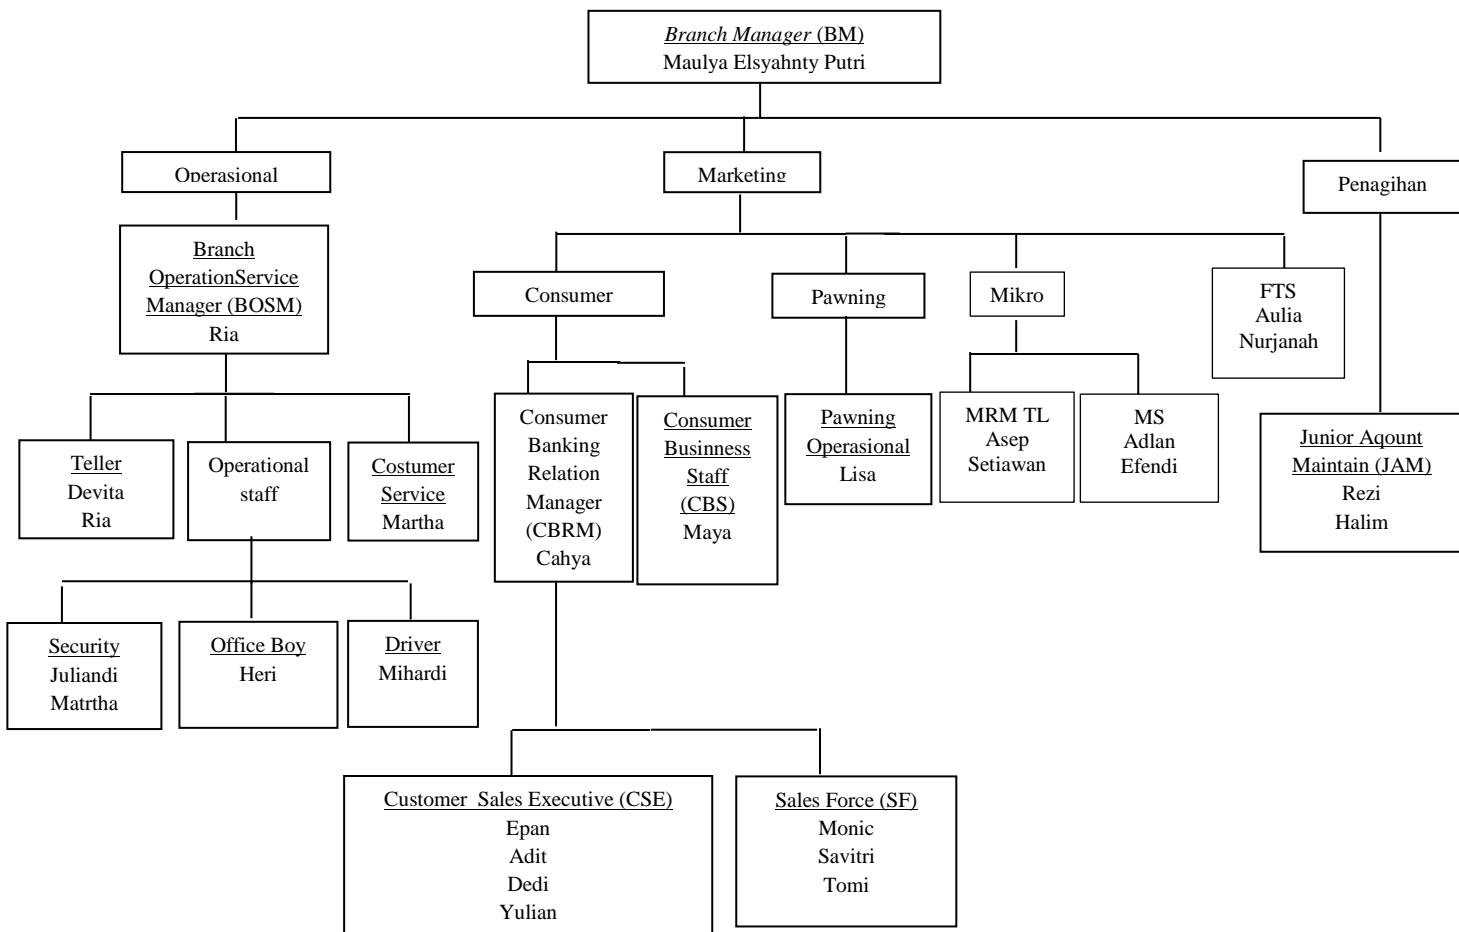 Branch Manager (BM)
Maulya Elsyahnty Putri
Operasional
Marketing
Penagihan
Branch
OperationService
Manager (BOSM)
Ria
Consumer
Pawning
Mikro
FTS
Aulia
Nurjanah
Teller
Devita
Ria
Operational
staff
Costumer
Service
Martha
Consumer
Banking
Relation
Manager
(CBRM)
Cahya
Consumer
Businness
Staff
(CBS)
Maya
Pawning
Operasional
Lisa
MRM TL
Asep
Setiawan
MS
Adlan
Efendi
Junior Aqount
Maintain (JAM)
Rezi
Halim
Security
Juliandi
Matrtha
Office Boy
Heri
Driver
Mihardi
Customer  Sales Executive (CSE)
Epan
Adit
Dedi
Yulian
Sales Force (SF)
Monic
Savitri
Tomi